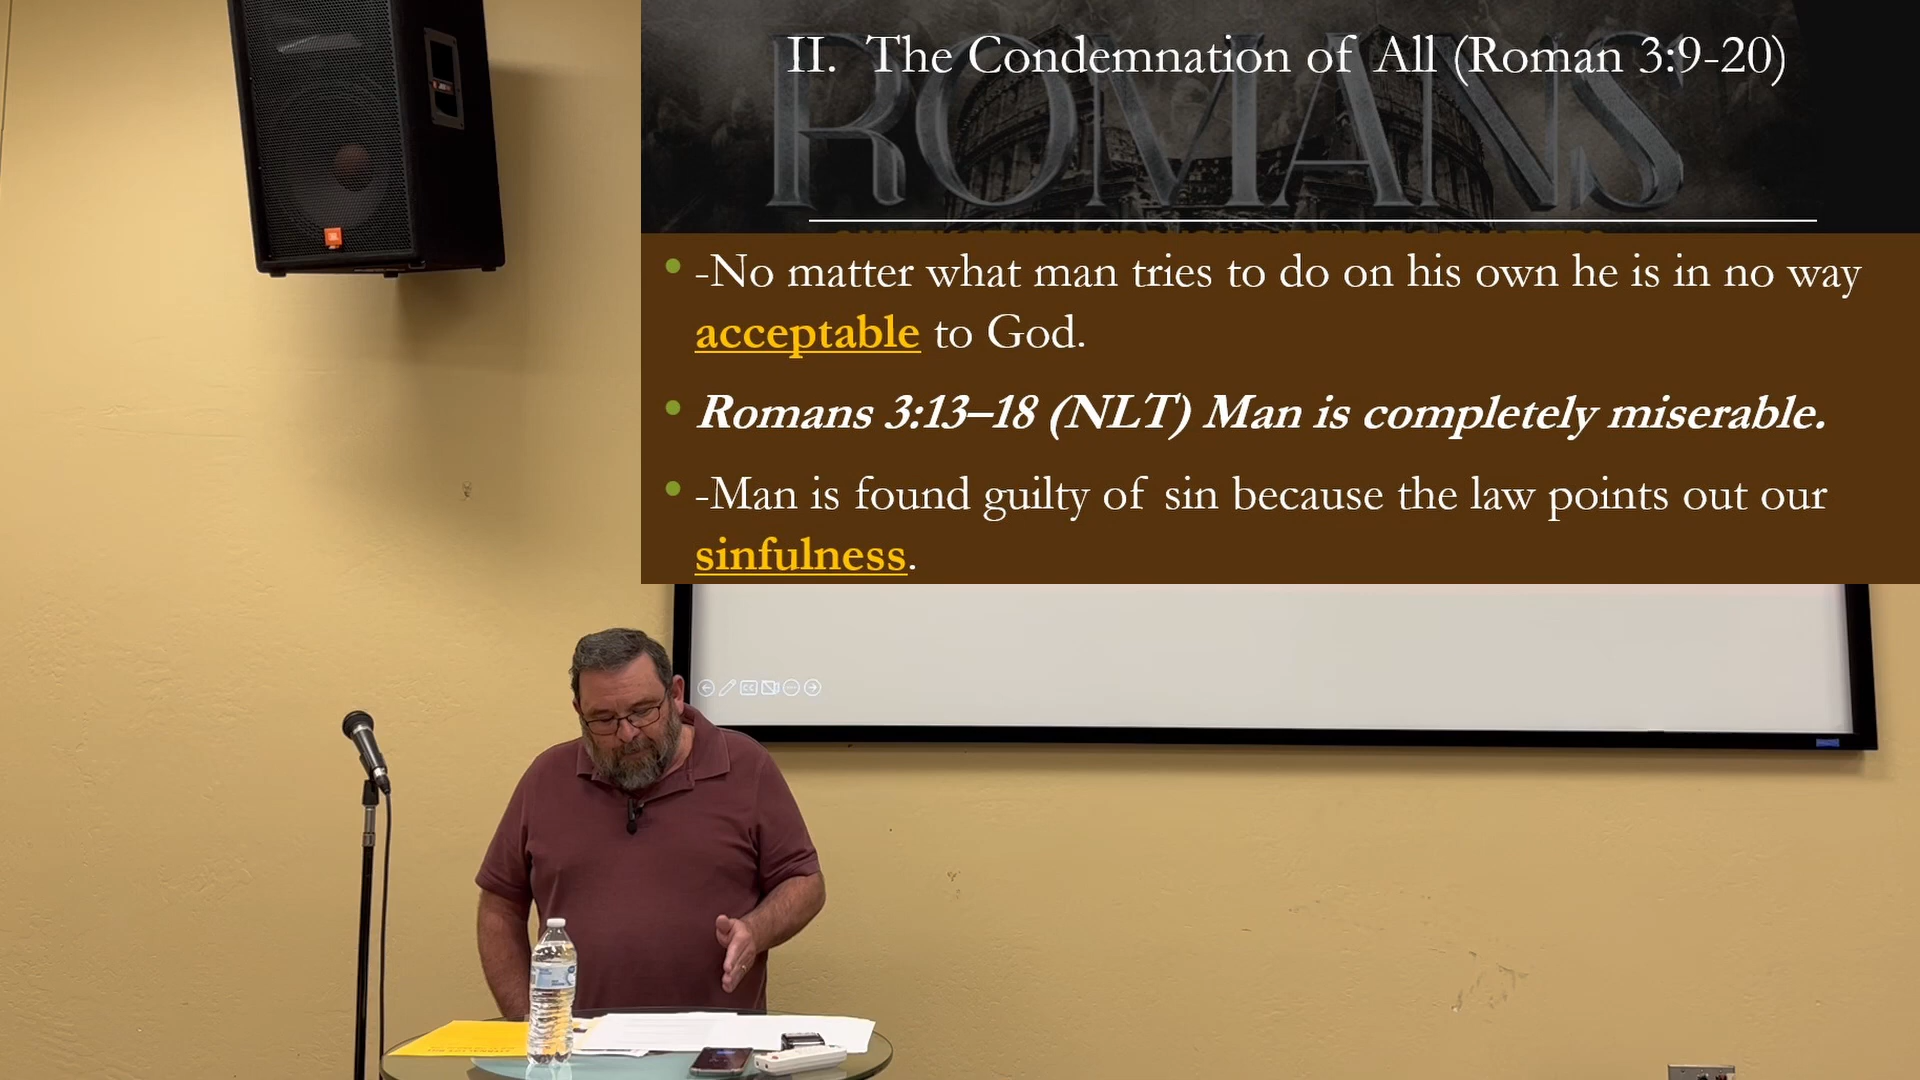 II. The Condemnation of All (Roman 3:9-20)
ROMANS
-No matter what man tries to do on his own he is in no way
acceptable to God.
Romans 3:13–18 (NLT) Man is completely miserable.
-Man is found guilty of sin because the law points out our
sinfulness.